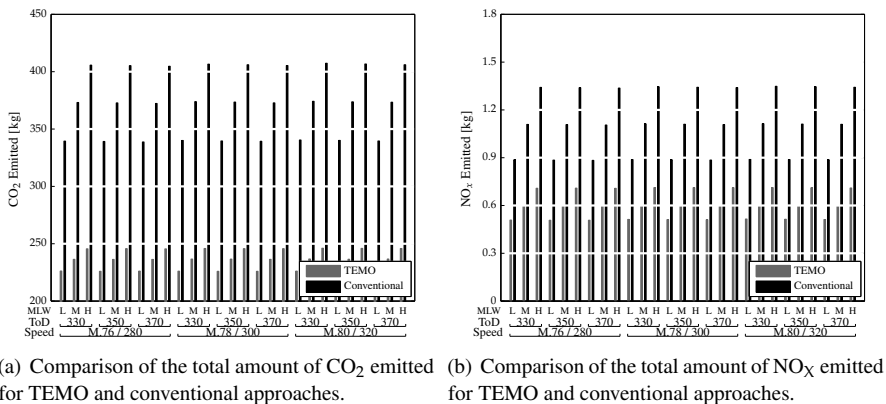 450
400
350
300
250
200
CO2 Emitted [kg]
TEMO
Conventional
MLW L M H L M H L M H L M H L M H L M H L M H L M H L M H
ToD 330 350 370 330 350 370 330 350 370
Speed M.76 / 280 M.78 / 300 M.80 / 320
(a) Comparison of the total amount of CO2 emitted
for TEMO and conventional approaches.
1.8
1.5
1.2
0.9
0.6
0.3
0
NOx Emitted [kg]
TEMO
Conventional
MLW L M H L M H L M H L M H L M H L M H L M H L M H L M H
ToD 330 350 370 330 350 370 330 350 370
Speed M.76 / 280 M.78 / 300 M.80 / 320
(b) Comparison of the total amount of NOX emitted
for TEMO and conventional approaches.